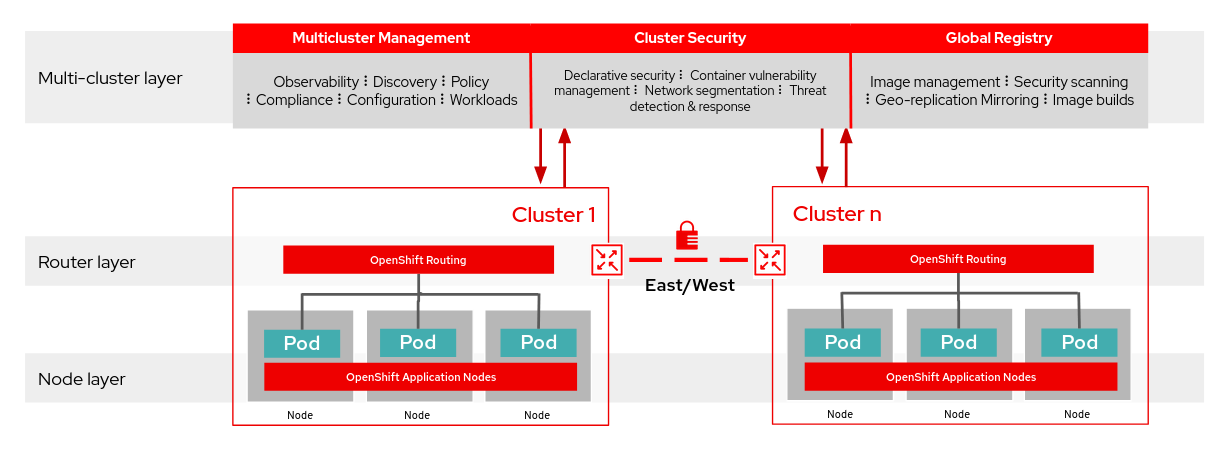 Multicluster Management
Cluster Security
Global Registry
Multi-cluster layer
Observability ⋮ Discovery ⋮ Policy
⋮ Compliance ⋮ Configuration ⋮ Workloads
Declarative security ⋮ Container vulnerability
management ⋮ Network segmentation ⋮ Threat
detection & response
Image management ⋮ Security scanning
⋮ Geo-replication Mirroring ⋮ Image builds
Cluster 1
Cluster n
Router layer
OpenShift Routing
East/West
OpenShift Routing
Pod
Pod
Pod
Pod
Pod
Pod
Node layer
OpenShift Application Nodes
OpenShift Application Nodes
Node
Node
Node
Node
Node
Node